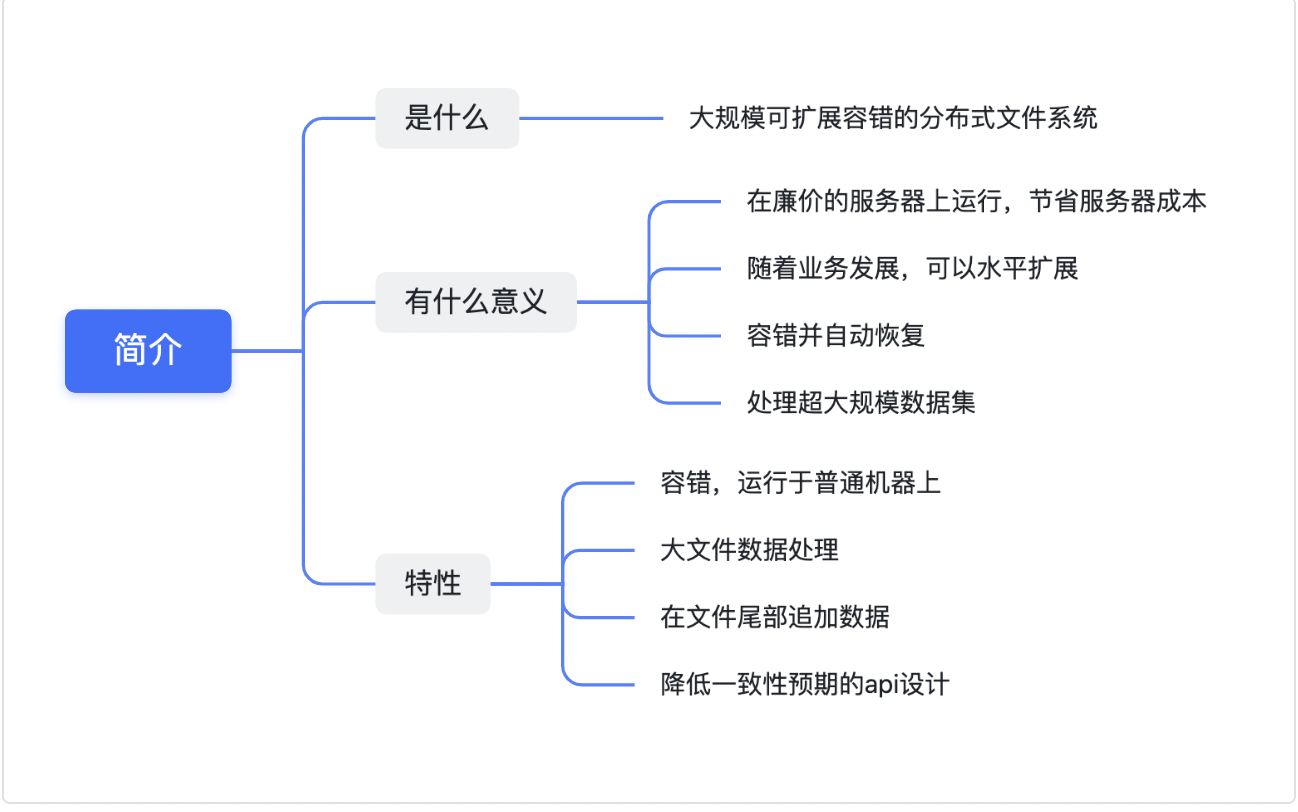 简介
是什么
大规模可扩展容错的分布式文件系统
有什么意义
在廉价的服务器上运行，节省服务器成本
随着业务发展，可以水平扩展
容错并自动恢复
处理超大规模数据集
特性
容错，运行于普通机器上
大文件数据处理
在文件尾部追加数据
降低一致性预期的api设计